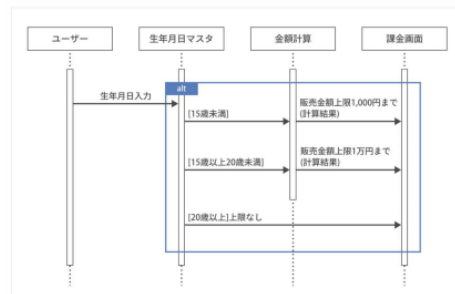 ユーザー
生年月日マスタ
金額計算
課金画面
alt
生年月日入力
[15歳未満]
販売金額上限1,000円まで
(計算結果)
[15歳以上20歳未満]
販売金額上限1万円まで
(計算結果)
[20歳以上]上限なし